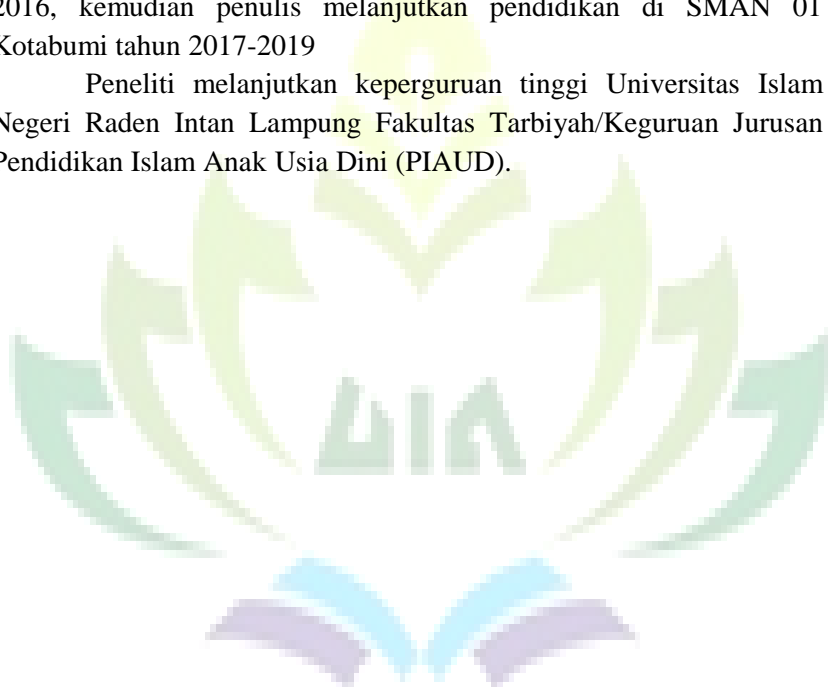 2016, kemudian penulis melanjutkan pendidikan di SMAN 01
Kotabumi tahun 2017-2019
Peneliti melanjutkan keperguruan tinggi Universitas Islam
Negeri Raden Intan Lampung Fakultas Tarbiyah/Keguruan Jurusan
Pendidikan Islam Anak Usia Dini (PIAUD).
UIN